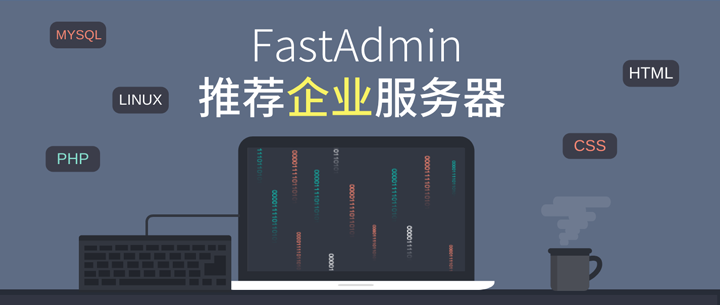 FastAdmin
推荐企业服务器
MYSQL
LINUX
PHP
HTML
CSS